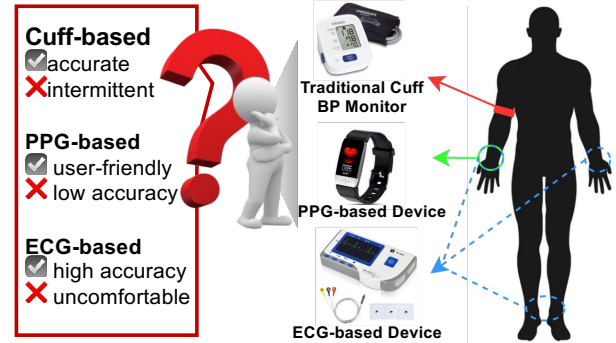 Cuff-based
accurate
intermittent
PPG-based
user-friendly
low accuracy
ECG-based
high accuracy
uncomfortable
Traditional Cuff
BP Monitor
PPG-based Device
ECG-based Device